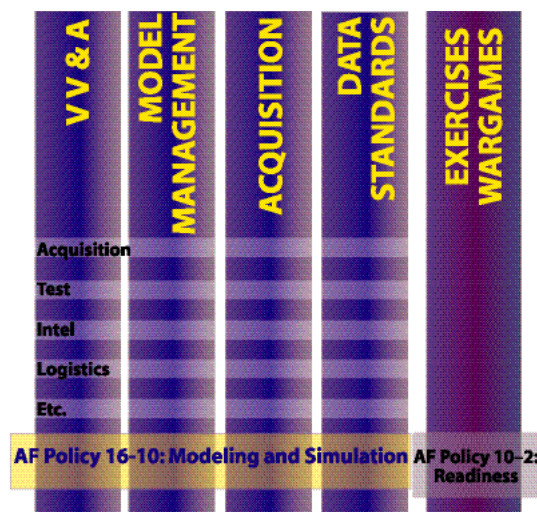 V V & A
MODEL
MANAGEMENT
ACQUISITION
DATA
STANDARDS
EXERCISES
WARGAMES
Acquisition
Test
Intel
Logistics
Etc.
AF Policy 16-10: Modeling and Simulation
AF Policy 10–2:
Readiness